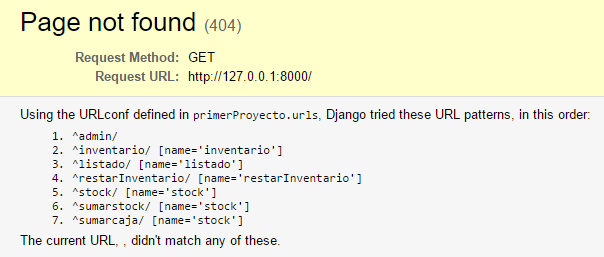 Page not found (404)
Request Method: GET
Request URL: http://127.0.0.1:8000/
Using the URLconf defined in primerProyecto.urls, Django tried these URL patterns, in this order:
1. ^admin/
2. ^inventario/ [name='inventario']
3. ^listado/ [name='listado']
4. ^restarInventario/ [name='restarInventario']
5. ^stock/ [name='stock']
6. ^sumarstock/ [name='stock']
7. ^sumarcaja/ [name='stock']
The current URL, , didn't match any of these.